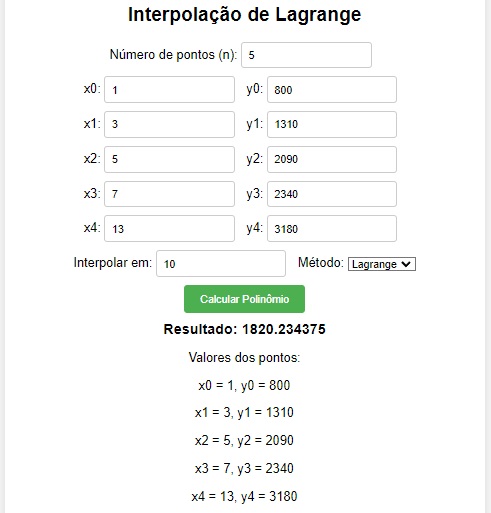 Interpolação de Lagrange
Número de pontos (n): 5
x0: 1 y0: 800
x1: 3 y1: 1310
x2: 5 y2: 2090
x3: 7 y3: 2340
x4: 13 y4: 3180
Interpolar em: 10 Método: Lagrange
Calcular Polinômio
Resultado: 1820.234375
Valores dos pontos:
x0 = 1, y0 = 800
x1 = 3, y1 = 1310
x2 = 5, y2 = 2090
x3 = 7, y3 = 2340
x4 = 13, y4 = 3180